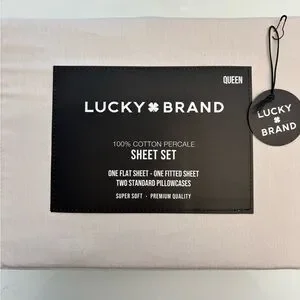 QUEEN
LUCKY BRAND
100% COTTON PERCALE
SHEET SET
ONE FLAT SHEET - ONE FITTED SHEET
TWO STANDARD PILLOWCASES
SUPER SOFT · PREMIUM QUALITY
LUCKY
BRAND